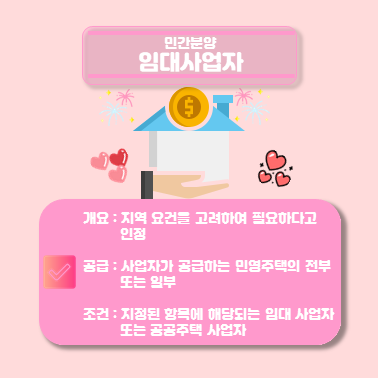 민간분양
임대사업자
개요 : 지역 요건을 고려하여 필요하다고
인정
공급 : 사업자가 공급하는 민영주택의 전부
또는 일부
조건 : 지정된 항목에 해당되는 임대 사업자
또는 공공주택 사업자